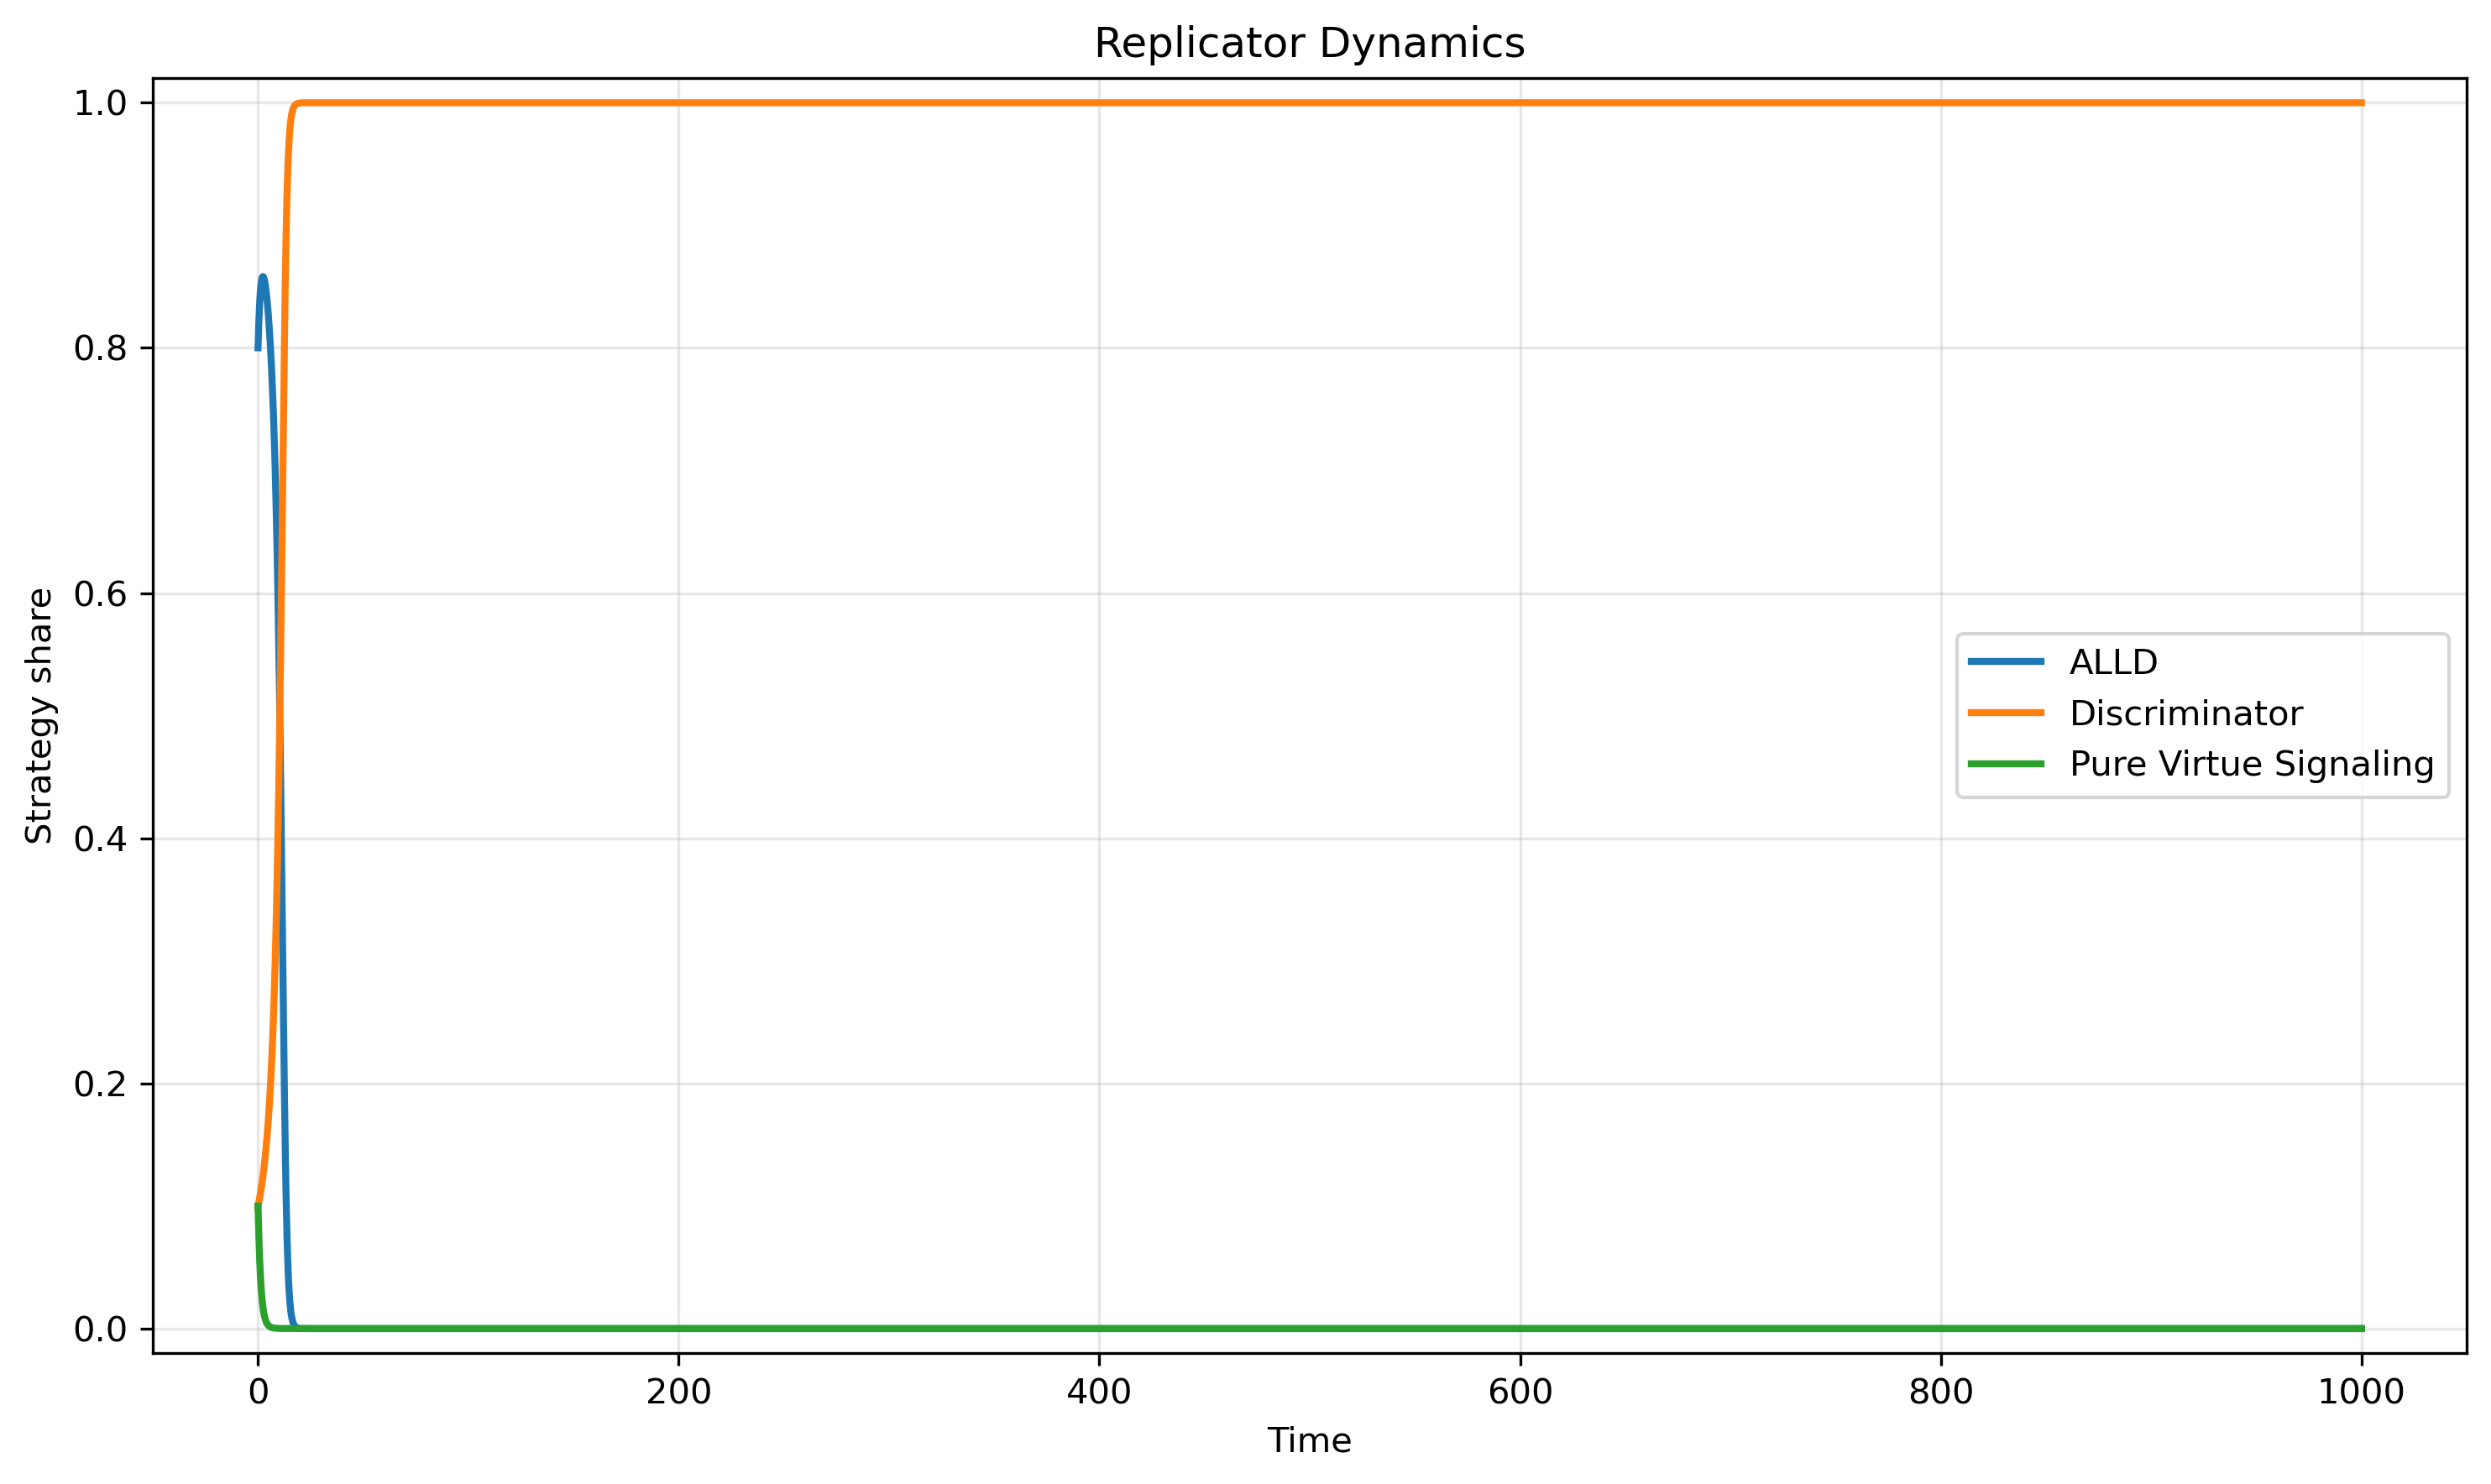 Replicator Dynamics
1.0
0.8
0.6
0.4
0.2
0.0
Strategy share
ALLD
Discriminator
Pure Virtue Signaling
0
200
400
600
800
1000
Time